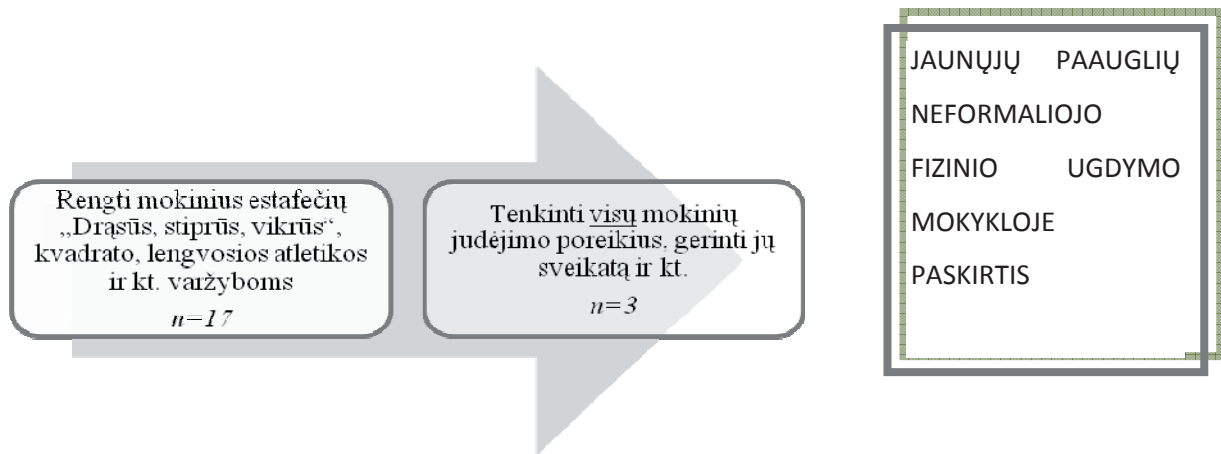 Rengti mokinius estafečių
„Drąsūs, stiprūs, vikrūs“,
kvadrato, lengvosios atletikos
ir kt. varžyboms
n=17
Tenkinti visų mokinių
judėjimo poreikius, gerinti jų
sveikatą ir kt.
n=3
JAUNŲJŲ PAAUGLIŲ
NEFORMALIOJO
FIZINIO UGDYMO
MOKYKLOJE
PASKIRTIS